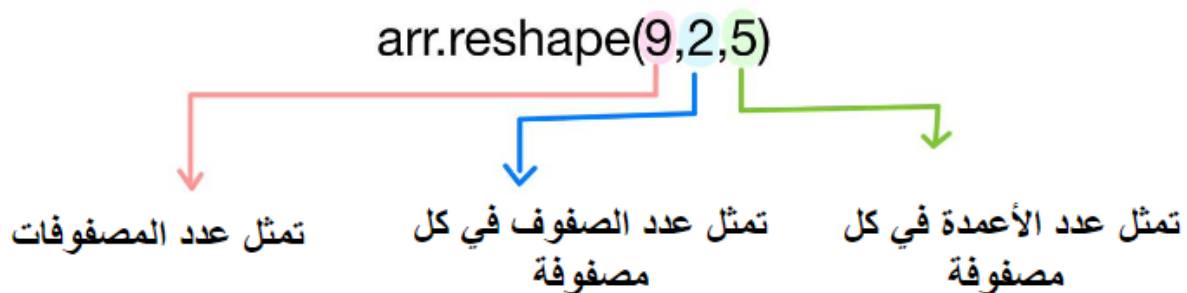 arr.reshape(9,2,5)
تمثل عدد الأعمدة في كل
مصفوفة
تمثل عدد الصفوف في كل
مصفوفة
تمثل عدد المصفوفات